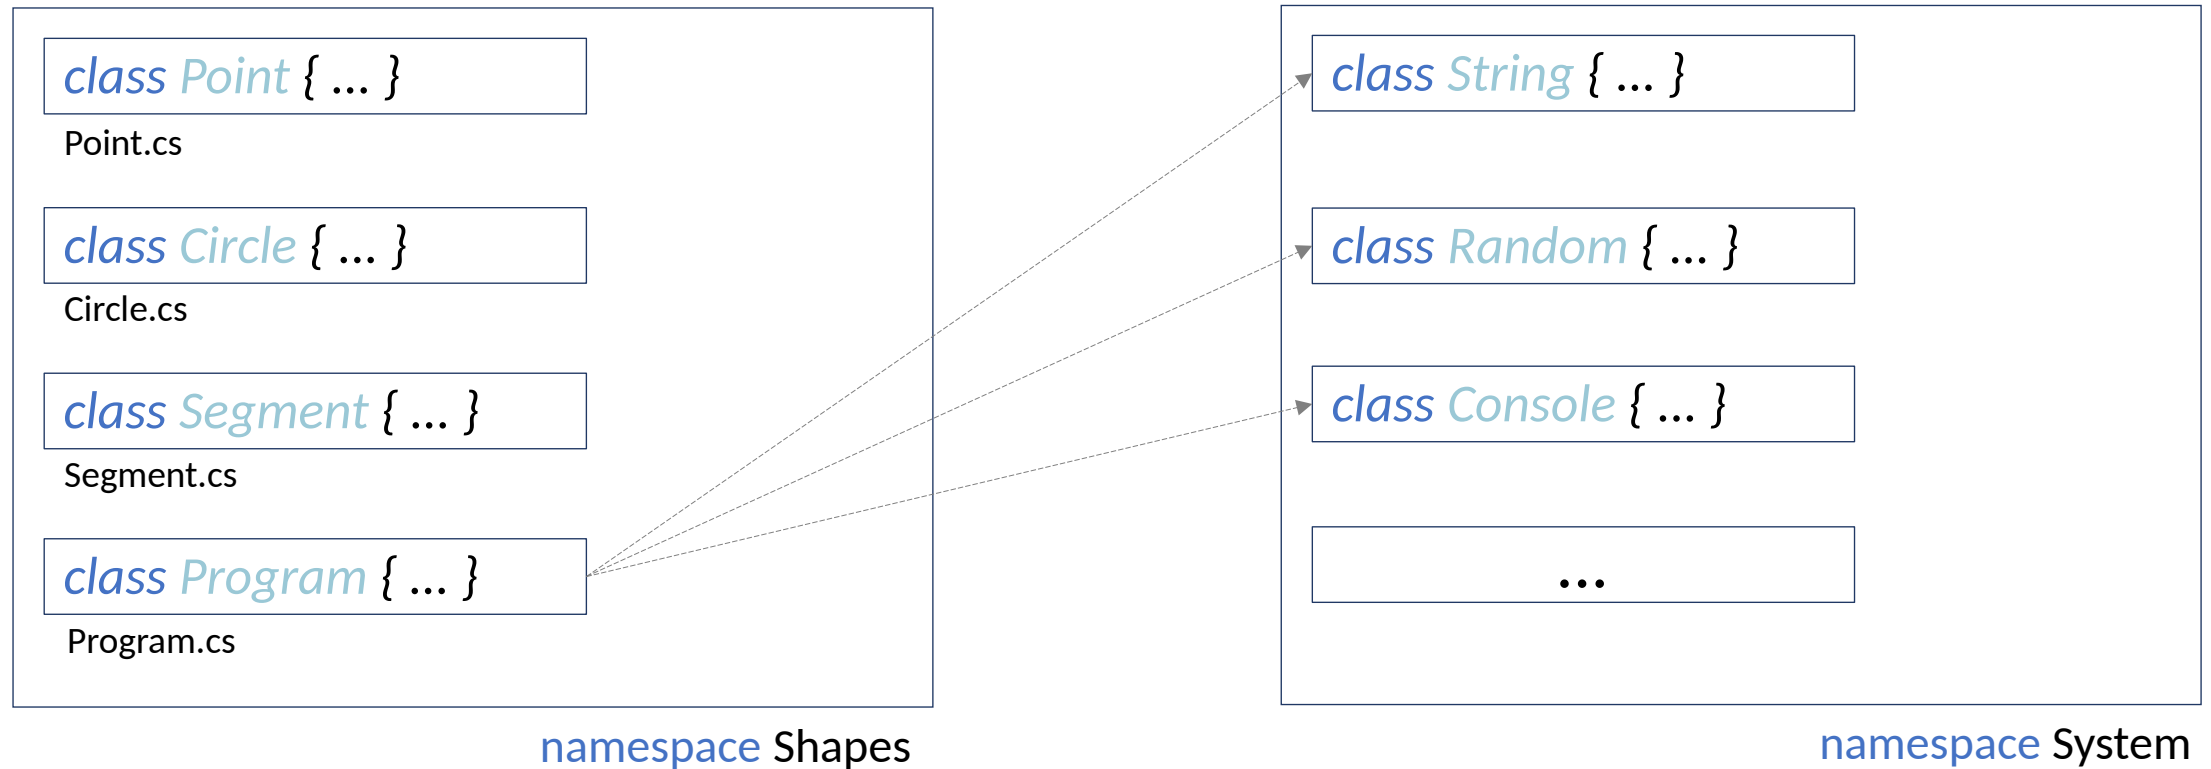 class Point { ... }
Point.cs
class Circle { ... }
Circle.cs
class Segment { ... }
Segment.cs
class Program { ... }
Program.cs
namespace Shapes
class String { ... }
class Random { ... }
class Console { ... }
...
namespace System